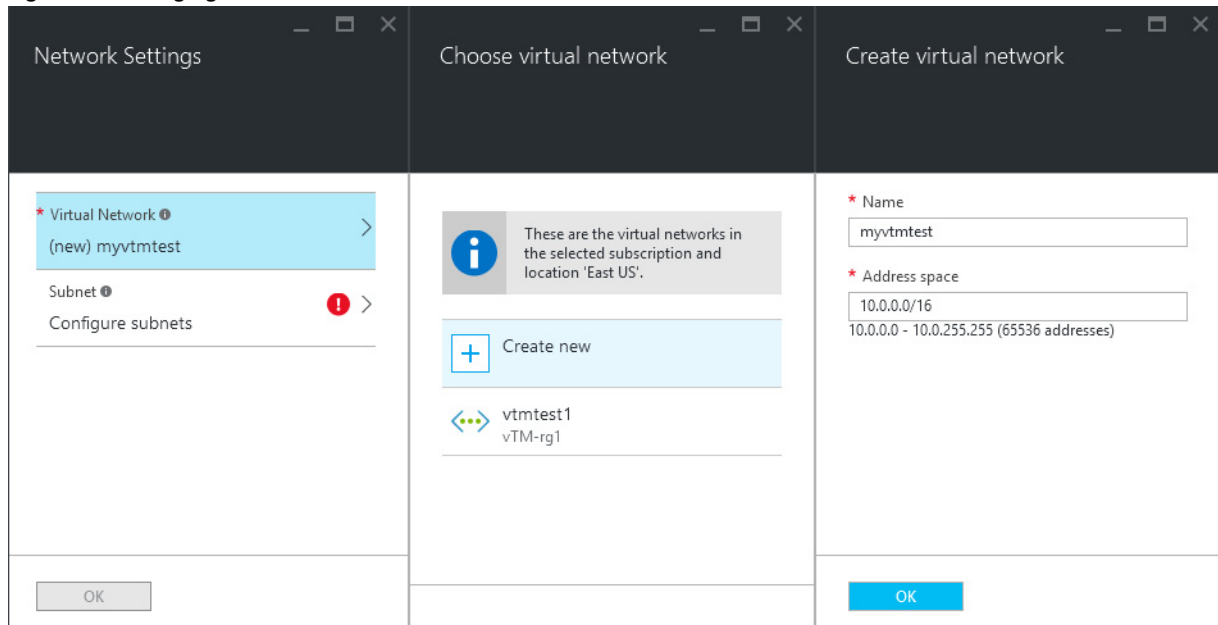 Network Settings
* Virtual Network
(new) myvtmtest
Subnet
Configure subnets
OK
Choose virtual network
These are the virtual networks in
the selected subscription and
location 'East US'.
Create new
vtmtest1
vTM-rg1
Create virtual network
* Name
myvtmtest
* Address space
10.0.0.0/16
10.0.0.0 - 10.0.255.255 (65536 addresses)
OK